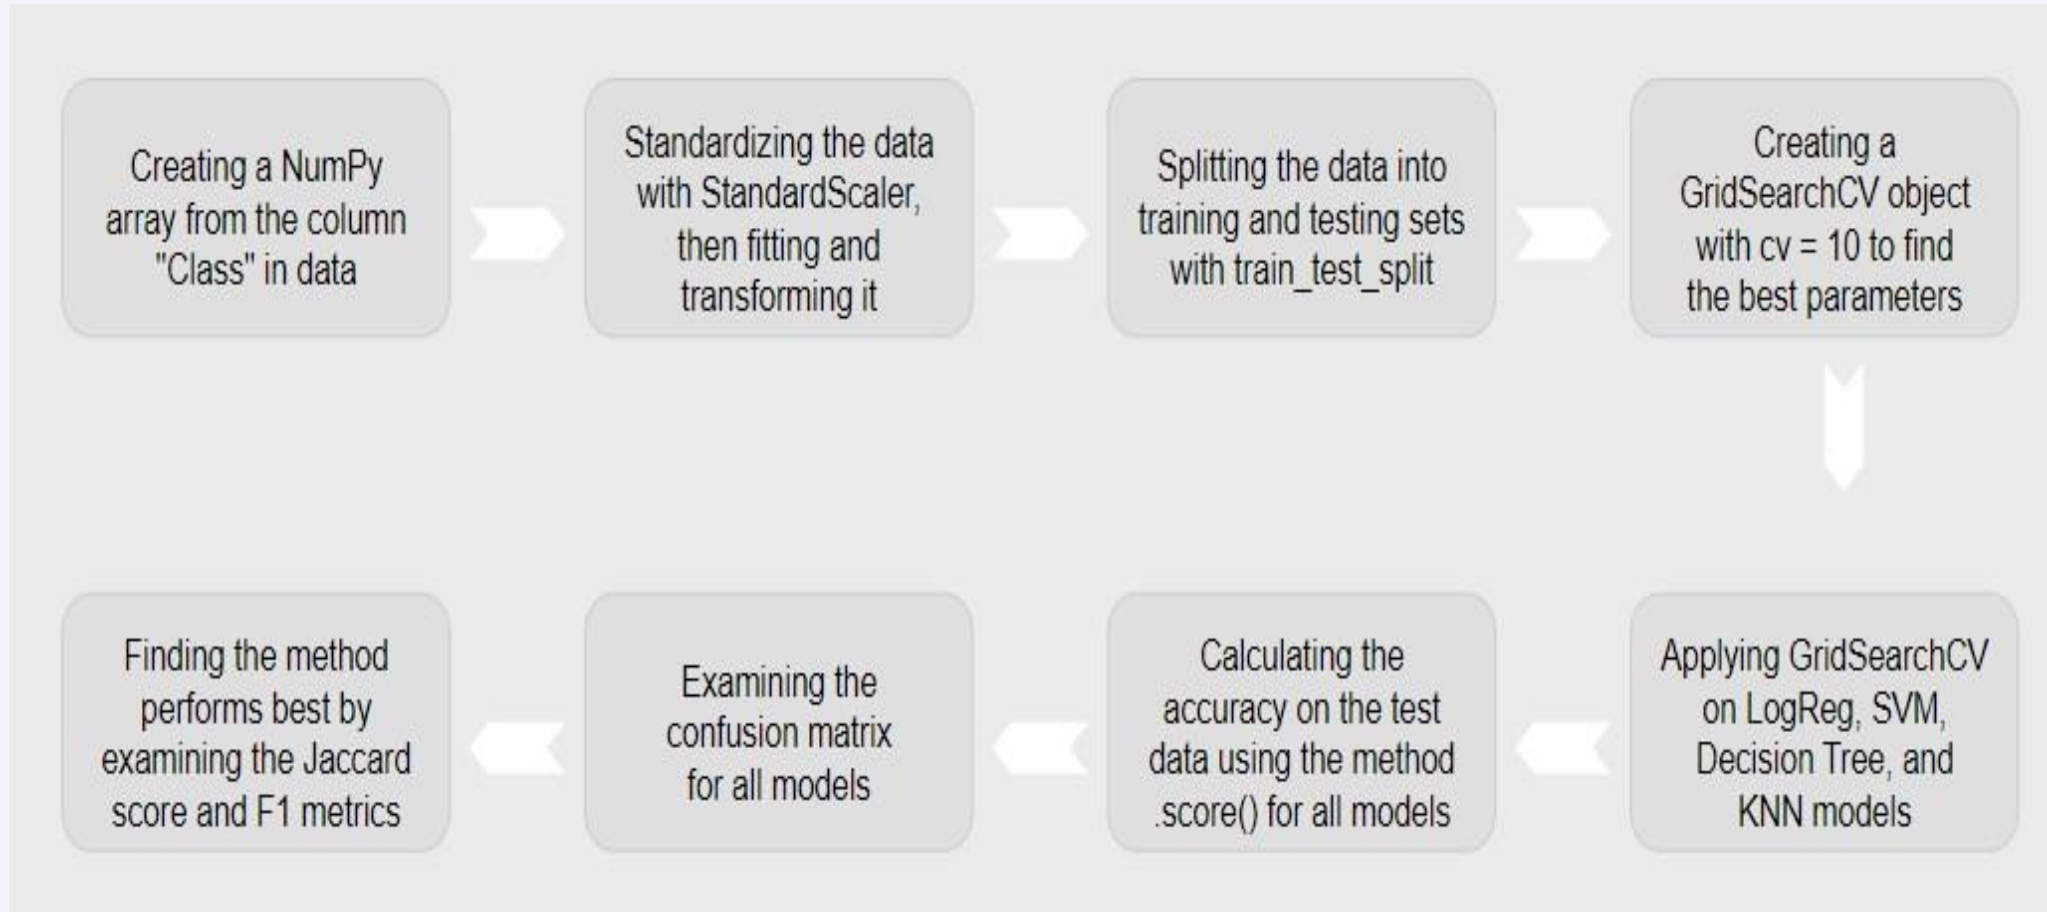 Creating a NumPy
array from the column
"Class" in data
Standardizing the data
with StandardScaler,
then fitting and
transforming it
Splitting the data into
training and testing sets
with train_test_split
Creating a
GridSearchCV object
with cv = 10 to find
the best parameters
Applying GridSearchCV
on LogReg, SVM,
Decision Tree, and
KNN models
Calculating the
accuracy on the test
data using the method
.score() for all models
Examining the
confusion matrix
for all models
Finding the method
performs best by
examining the Jaccard
score and F1 metrics